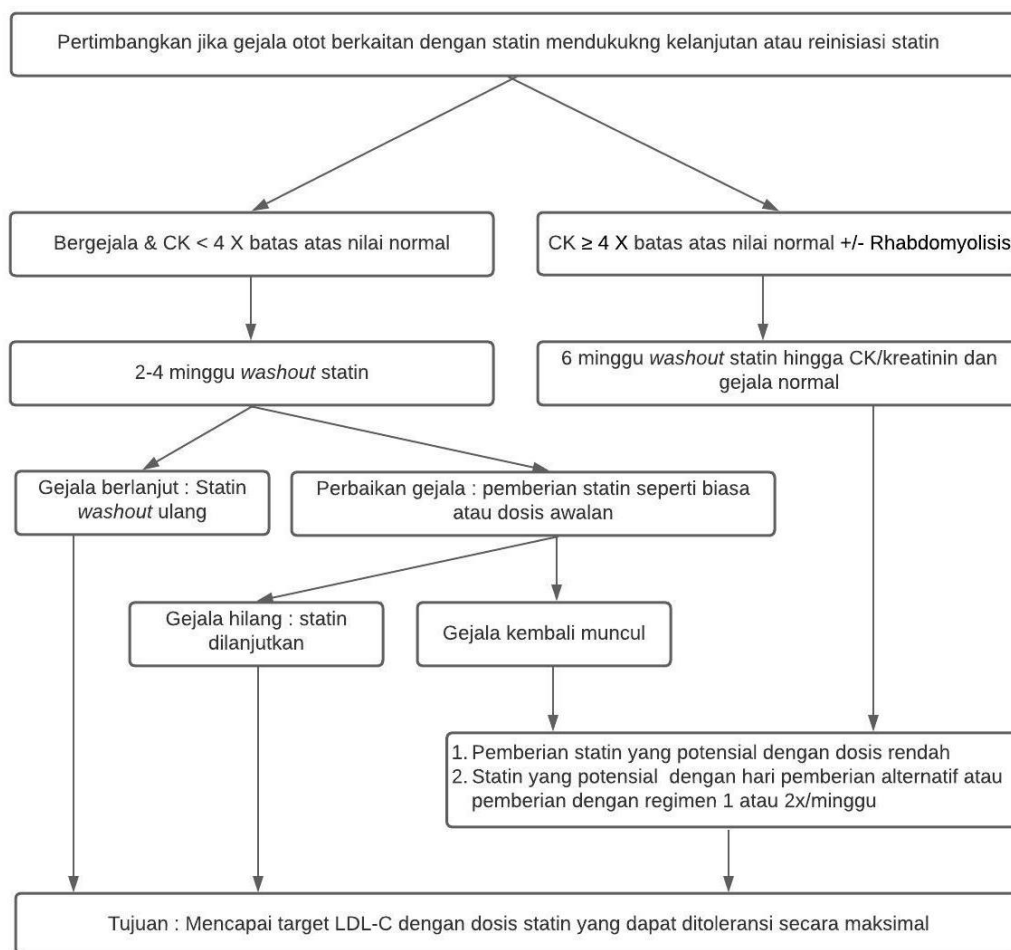 Pertimbangkan jika gejala otot berkaitan dengan statin mendukukng kelanjutan atau reinisiasi statin
Bergejala & CK < 4 X batas atas nilai normal
CK ≥ 4 X batas atas nilai normal +/- Rhabdomyolisis
2-4 minggu washout statin
6 minggu washout statin hingga CK/kreatinin dan
gejala normal
Gejala berlanjut : Statin
washout ulang
Perbaikan gejala : pemberian statin seperti biasa
atau dosis awalan
Gejala hilang : statin
dilanjutkan
Gejala kembali muncul
1. Pemberian statin yang potensial dengan dosis rendah
2. Statin yang potensial dengan hari pemberian alternatif atau
pemberian dengan regimen 1 atau 2x/minggu
Tujuan : Mencapai target LDL-C dengan dosis statin yang dapat ditoleransi secara maksimal